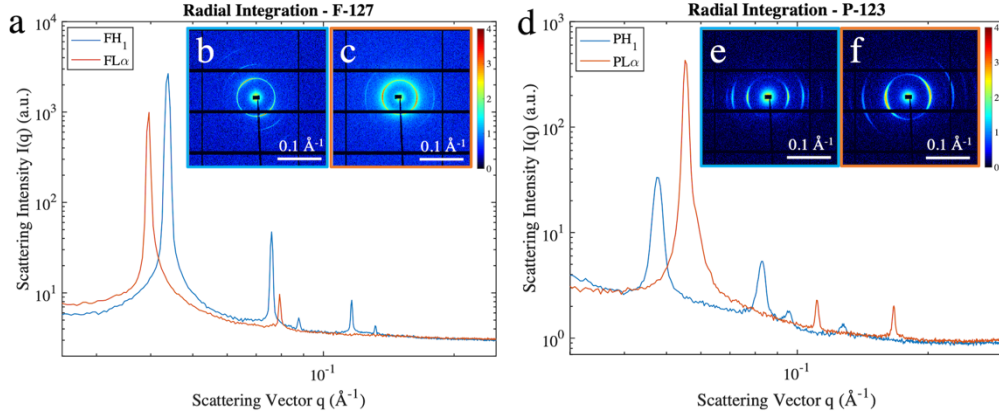 a
Radial Integration - F-127
Scattering Intensity I(q) (a.u.)
10⁴
10³
10²
10¹
FH₁
FLα
b
0.1 Å⁻¹
c
0.1 Å⁻¹
4
3
2
1
0
10⁻¹
Scattering Vector q (Å⁻¹)
d
Radial Integration - P-123
Scattering Intensity I(q) (a.u.)
10³
10²
10¹
10⁰
PH₁
PLα
e
0.1 Å⁻¹
f
0.1 Å⁻¹
4
3
2
1
0
10⁻¹
Scattering Vector q (Å⁻¹)